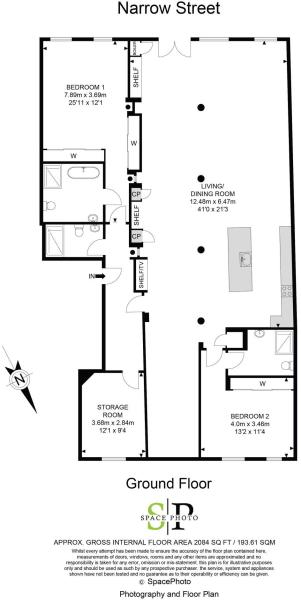 Narrow Street
BEDROOM 1
7.89m x 3.69m
25'11 x 12'1
SHELF
W
W
LIVING/
DINING ROOM
12.48m x 6.47m
41'0 x 21'3
CP
SHELF
CP
IN
SHELF/TV
STORAGE
ROOM
3.68m x 2.84m
12'1 x 9'4
W
BEDROOM 2
4.0m x 3.46m
13'2 x 11'4
N
Ground Floor
S|P
SPACE PHOTO
APPROX. GROSS INTERNAL FLOOR AREA 2084 SQ FT / 193.61 SQM
Whilst every attempt has been made to ensure the accuracy of the floor plan contained here,
measurements of doors, windows, rooms and any other items are approximated and no
responsibility is taken for any error, omission or mis-statement, this plan is for illustrative purposes
only and should be used as such by any prospective purchaser. the service, system and appliances
shown have not been tested and no guarantee as to their operability or efficiency can be given.
© SpacePhoto
Photography and Floor Plan